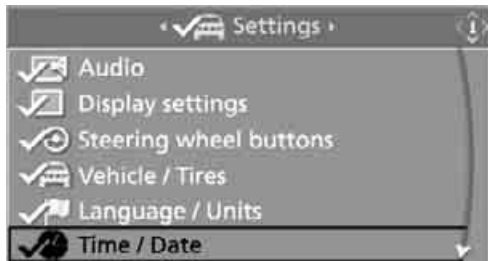 Settings
Audio
Display settings
Steering wheel buttons
Vehicle / Tires
Language / Units
Time / Date